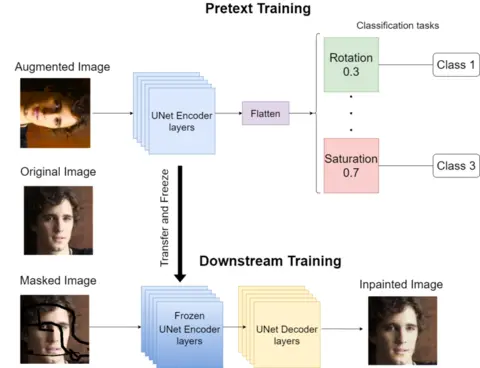 Pretext Training
Classification tasks
Augmented Image
UNet Encoder
layers
Flatten
Rotation
0.3
Class 1
Saturation
0.7
Class 3
Original Image
Transfer and Freeze
Downstream Training
Masked Image
Frozen
UNet Encoder
layers
UNet Decoder
layers
Inpainted Image